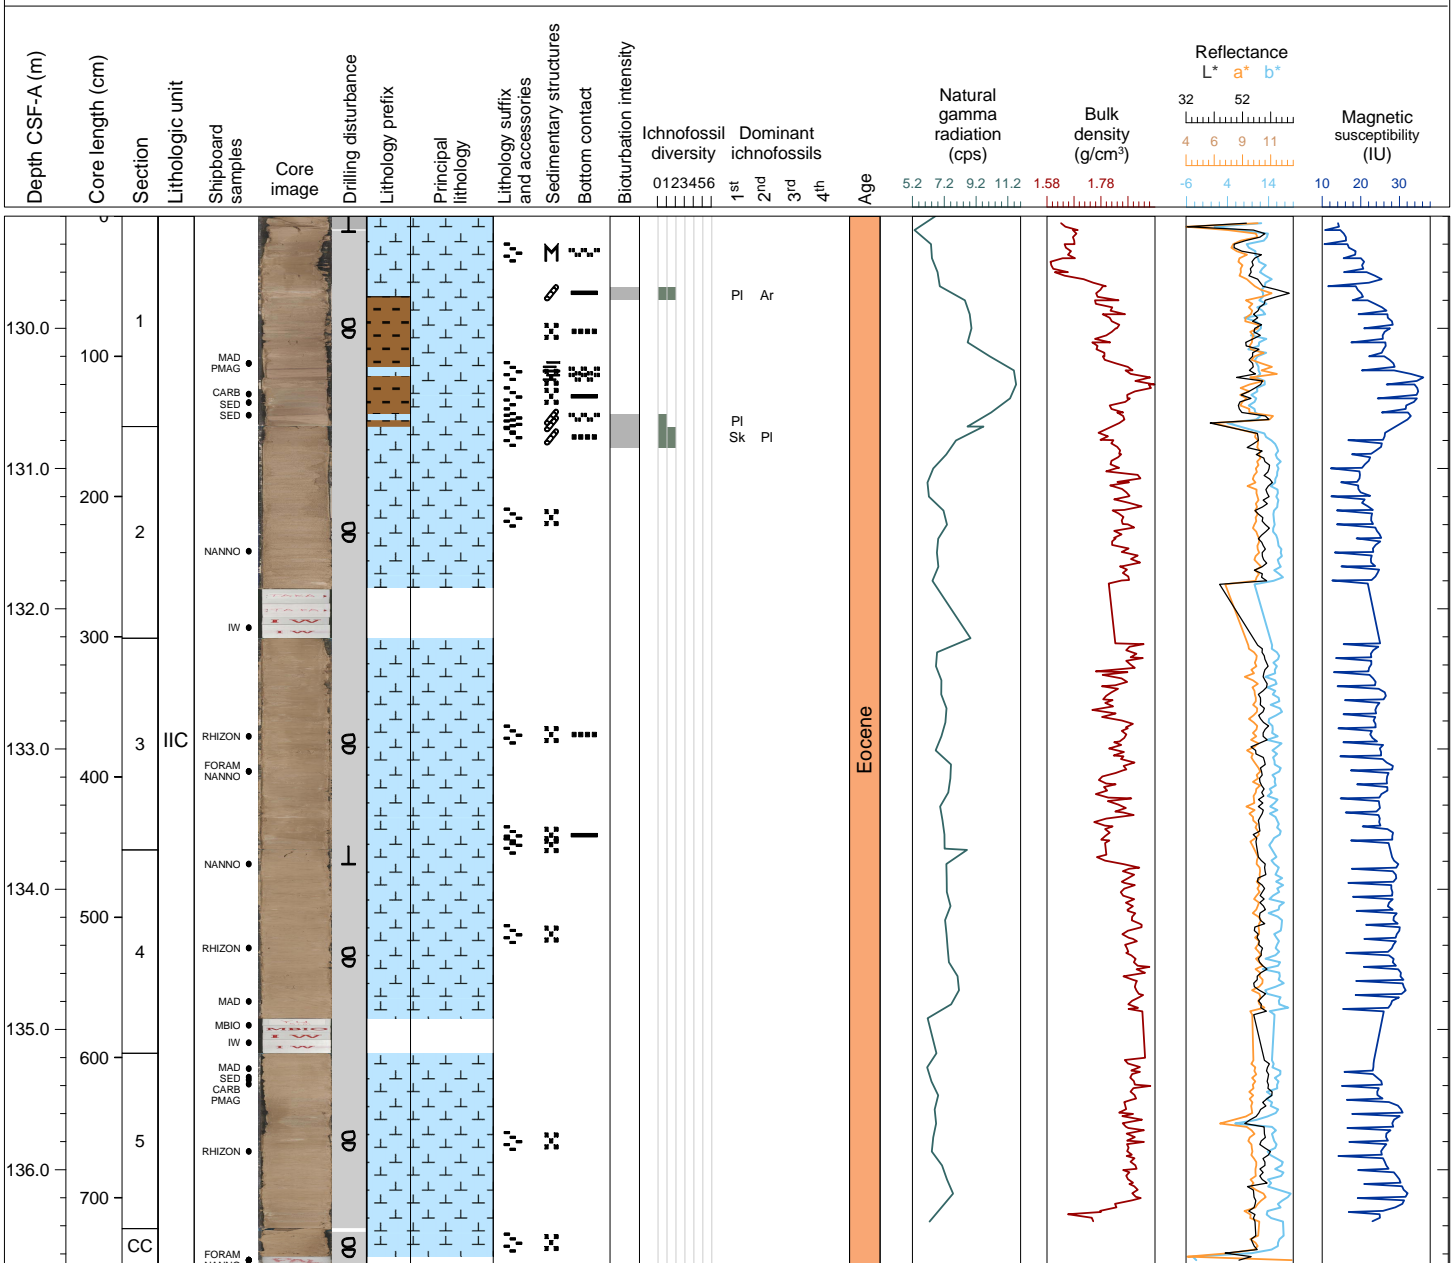 Depth CSF-A (m)
Core length (cm)
Section
Lithologic unit
Shipboard
samples
Core
image
Drilling disturbance
Lithology prefix
Principal
lithology
Lithology suffix
and accessories
Sedimentary structures
Bottom contact
Bioturbation intensity
Ichnofossil
diversity
0123456
Dominant
ichnofossils
1st 2nd 3rd 4th
Age
Natural
gamma
radiation
(cps)
5.2 7.2 9.2 11.2
Bulk
density
(g/cm³)
1.58 1.78
Reflectance
L* a* b*
32 52
4 6 9 11
-6 4 14
Magnetic
susceptibility
(IU)
10 20 30
0
130.0
1
100
MAD
PMAG
CARB
SED
SED
M
Pl Ar
Pl
Sk Pl
131.0
200
2
NANNO
132.0
IW
IW
IW
300
133.0
3
IIC
RHIZON
400
FORAM
NANNO
Eocene
NANNO
134.0
500
4
RHIZON
MAD
135.0
MBIO
IW
MBIO
IW
IW
600
MAD
SED
CARB
PMAG
5
RHIZON
136.0
700
CC
FORAM